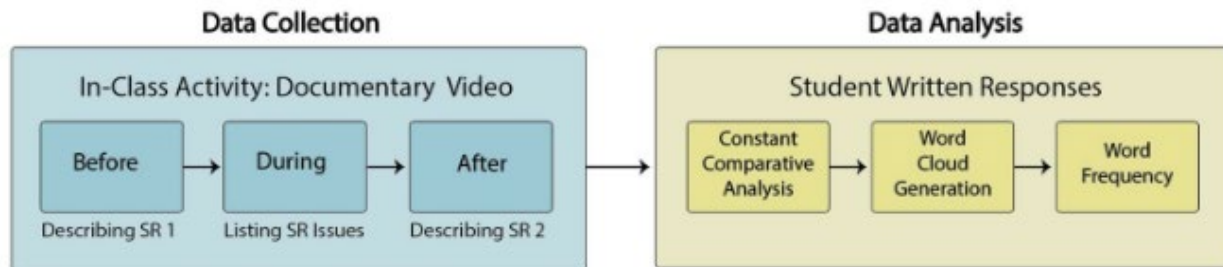 Data Collection
In-Class Activity: Documentary Video
Before
During
After
Describing SR 1
Listing SR Issues
Describing SR 2
Data Analysis
Student Written Responses
Constant
Comparative
Analysis
Word
Cloud
Generation
Word
Frequency